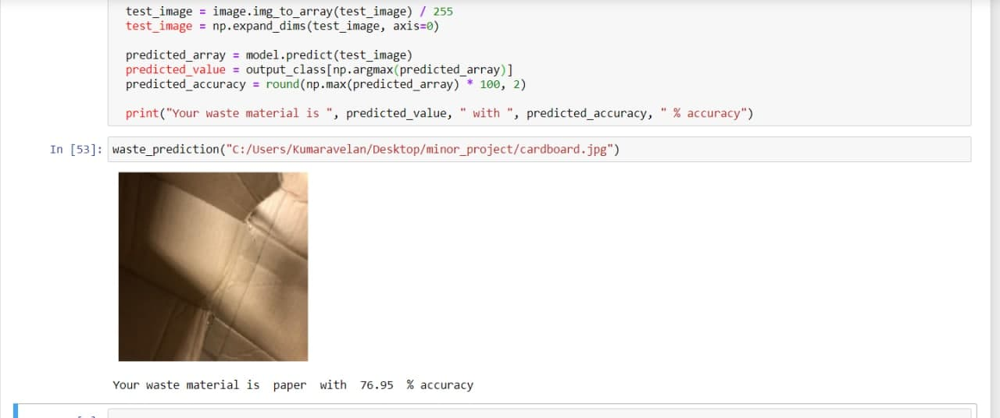 test_image = image.img_to_array(test_image) / 255
test_image = np.expand_dims(test_image, axis=0)
predicted_array = model.predict(test_image)
predicted_value = output_class[np.argmax(predicted_array)]
predicted_accuracy = round(np.max(predicted_array) * 100, 2)
print("Your waste material is ", predicted_value, " with ", predicted_accuracy, " % accuracy")
In [53]: waste_prediction("C:/Users/Kumaravelan/Desktop/minor_project/cardboard.jpg")
Your waste material is  paper  with  76.95  % accuracy